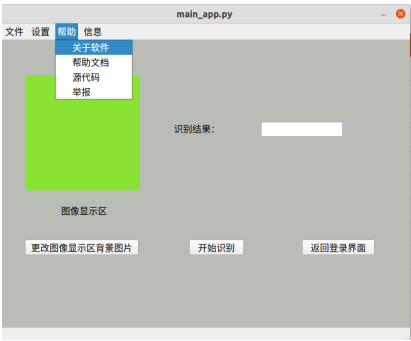 main_app.py
文件 设置 帮助 信息
关于软件
帮助文档
源代码
举报
识别结果:
图像显示区
更改图像显示区背景图片 开始识别 返回登录界面